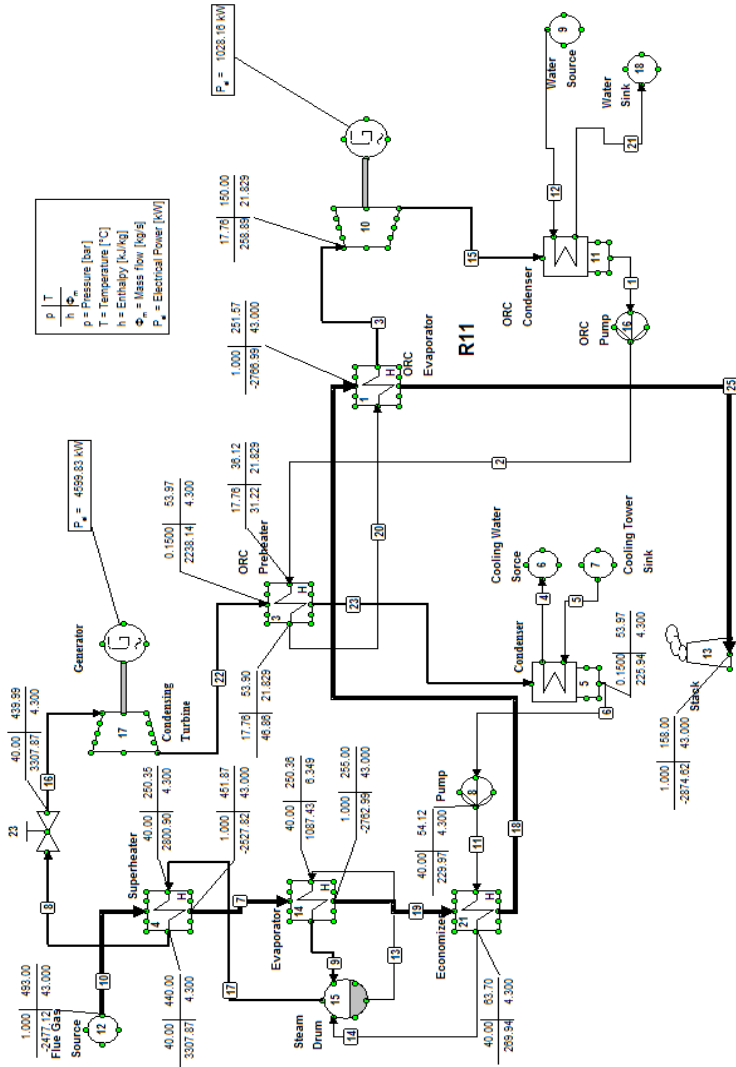 1.000 493.00
-2477.12 43.000
Flue Gas
Source
12
10
8
23
16
40.00 439.99
3307.87 4.300
Generator
G
P_el = 4599.83 kW
17
Condensing
Turbine
22
Superheater
4
H
40.00 250.35
2800.90 4.300
1.000 451.87
-2527.82 43.000
40.00 440.00
3307.87 4.300
17
7
Evaporator
14
H
40.00 250.36
1087.43 6.349
1.000 255.00
-2762.99 43.000
Steam
Drum
15
9
13
14
19
Economizer
21
H
40.00 63.70
269.94 4.300
40.00 54.12
229.97 4.300
11
Pump
8
6
18
p T
h Φm
p = Pressure [bar]
T = Temperature [°C]
h = Enthalpy [kJ/kg]
Φm = Mass flow [kg/s]
P_el = Electrical Power [kW]
0.1500 53.97
2238.14 4.300
17.76 36.12
31.22 21.829
ORC
Preheater
3
H
17.76 53.90
46.86 21.829
23
20
2
Condenser
5
0.1500 53.97
225.94 4.300
4
5
Cooling Water
Sorce
6
7
Cooling Tower
Sink
1.000 251.57
-2766.99 43.000
1
H
ORC
Evaporator
R11
3
17.76 150.00
258.89 21.829
10
G
P_el = 1028.16 kW
15
ORC
Condenser
11
12
21
Water
Source
9
Water
Sink
18
1
ORC
Pump
16
25
Stack
13
1.000 158.00
-2874.62 43.000